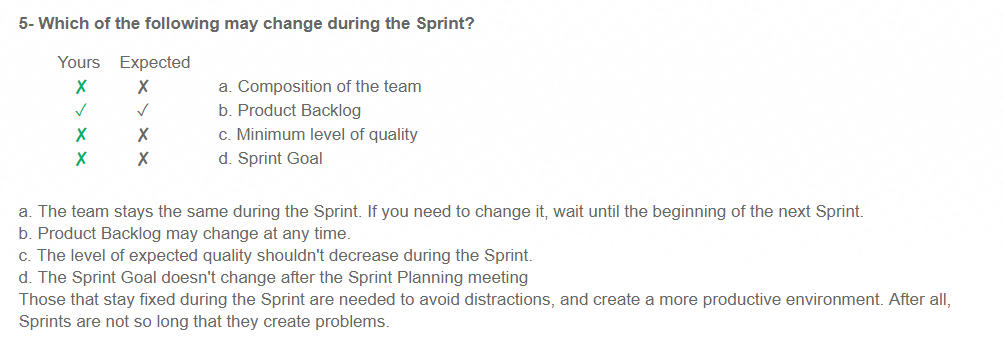 5- Which of the following may change during the Sprint?
Yours Expected
✗ ✗ a. Composition of the team
✓ ✓ b. Product Backlog
✗ ✗ c. Minimum level of quality
✗ ✗ d. Sprint Goal
a. The team stays the same during the Sprint. If you need to change it, wait until the beginning of the next Sprint.
b. Product Backlog may change at any time.
c. The level of expected quality shouldn't decrease during the Sprint.
d. The Sprint Goal doesn't change after the Sprint Planning meeting
Those that stay fixed during the Sprint are needed to avoid distractions, and create a more productive environment. After all,
Sprints are not so long that they create problems.